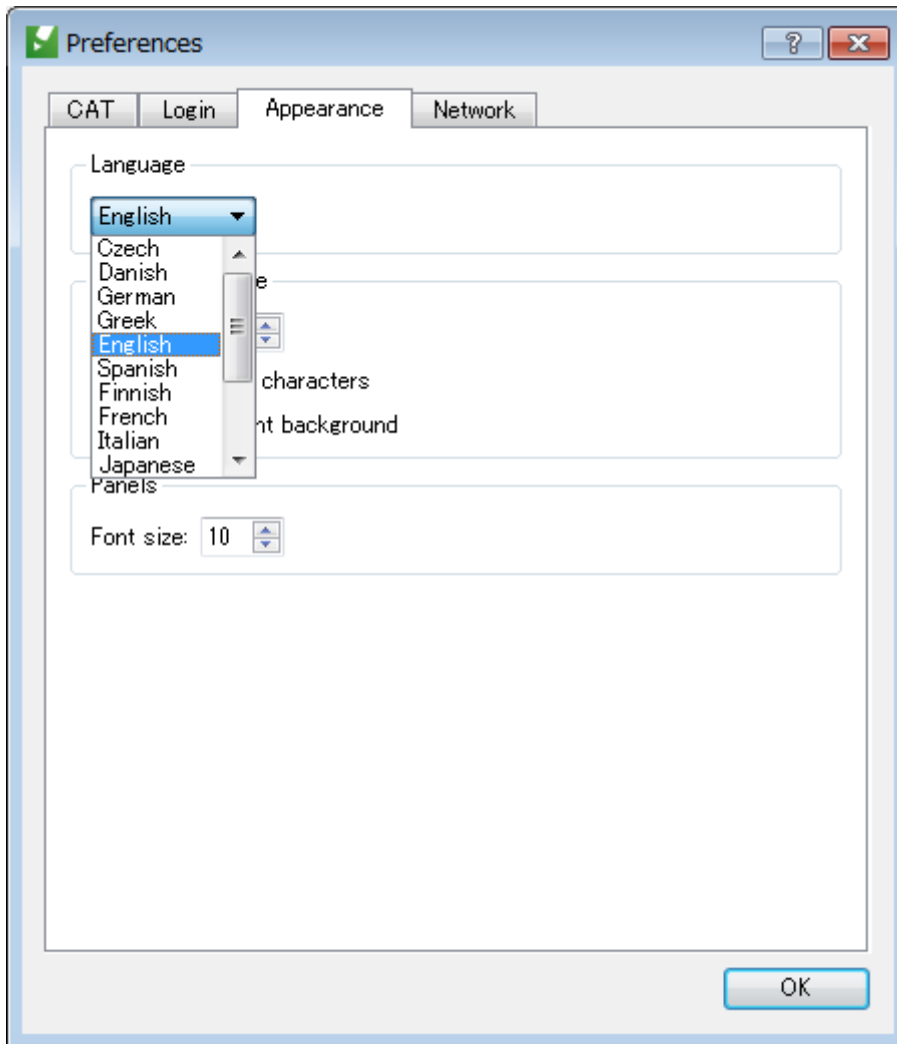 Preferences
CAT Login Appearance Network
Language
English
Czech
Danish
German
Greek
English
Spanish
Finnish
French
Italian
Japanese
characters
background
Panels
Font size: 10
OK